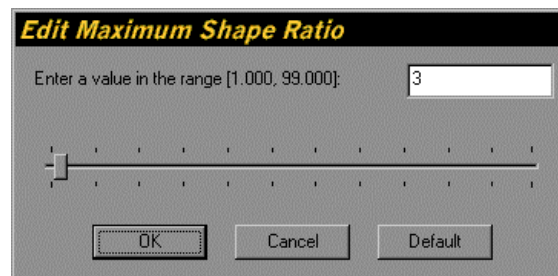 Edit Maximum Shape Ratio
Enter a value in the range [1.000, 99.000]: 3
OK Cancel Default